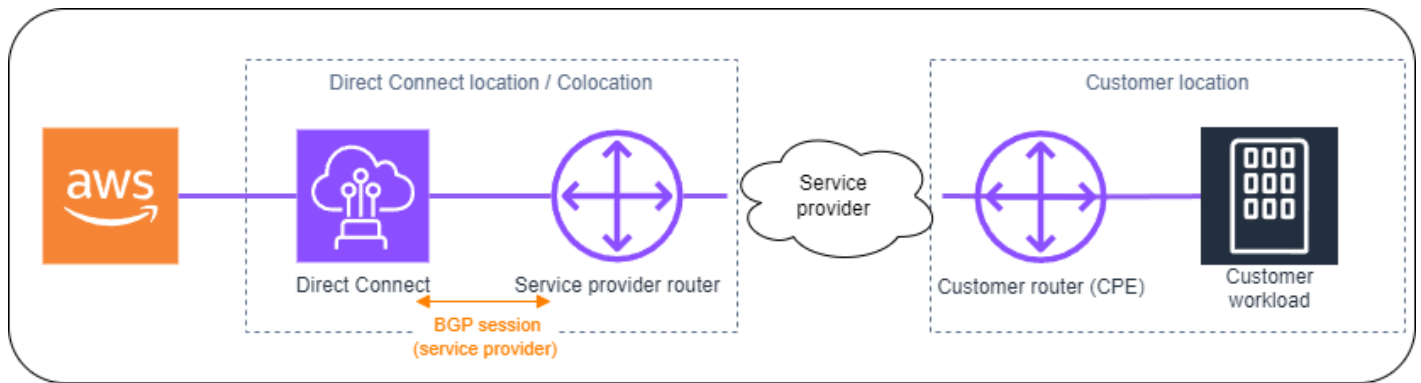 Direct Connect location / Colocation
Customer location
aws
Service
provider
Direct Connect
Service provider router
Customer router (CPE)
Customer
workload
BGP session
(service provider)